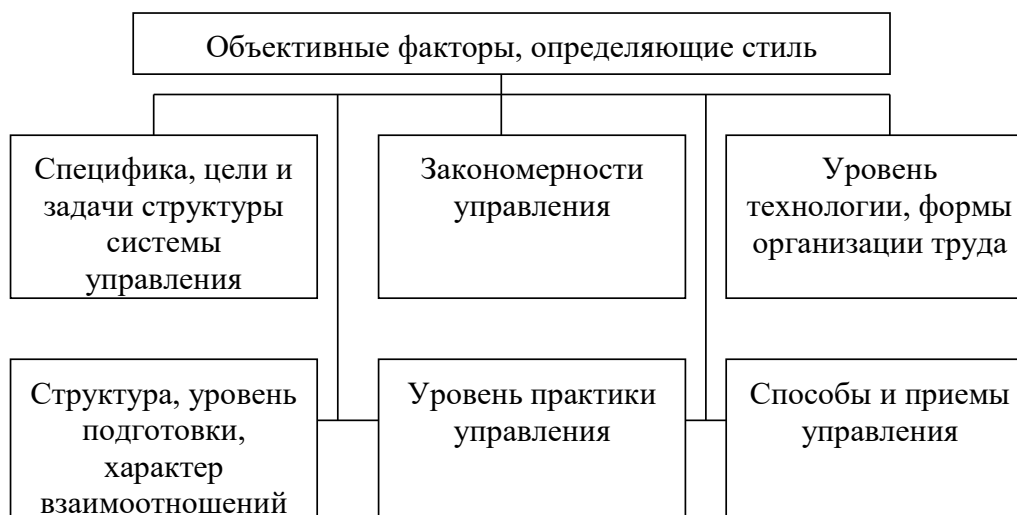 Объективные факторы, определяющие стиль
Специфика, цели и
задачи структуры
системы
управления
Закономерности
управления
Уровень
технологии, формы
организации труда
Структура, уровень
подготовки,
характер
взаимоотношений
Уровень практики
управления
Способы и приемы
управления